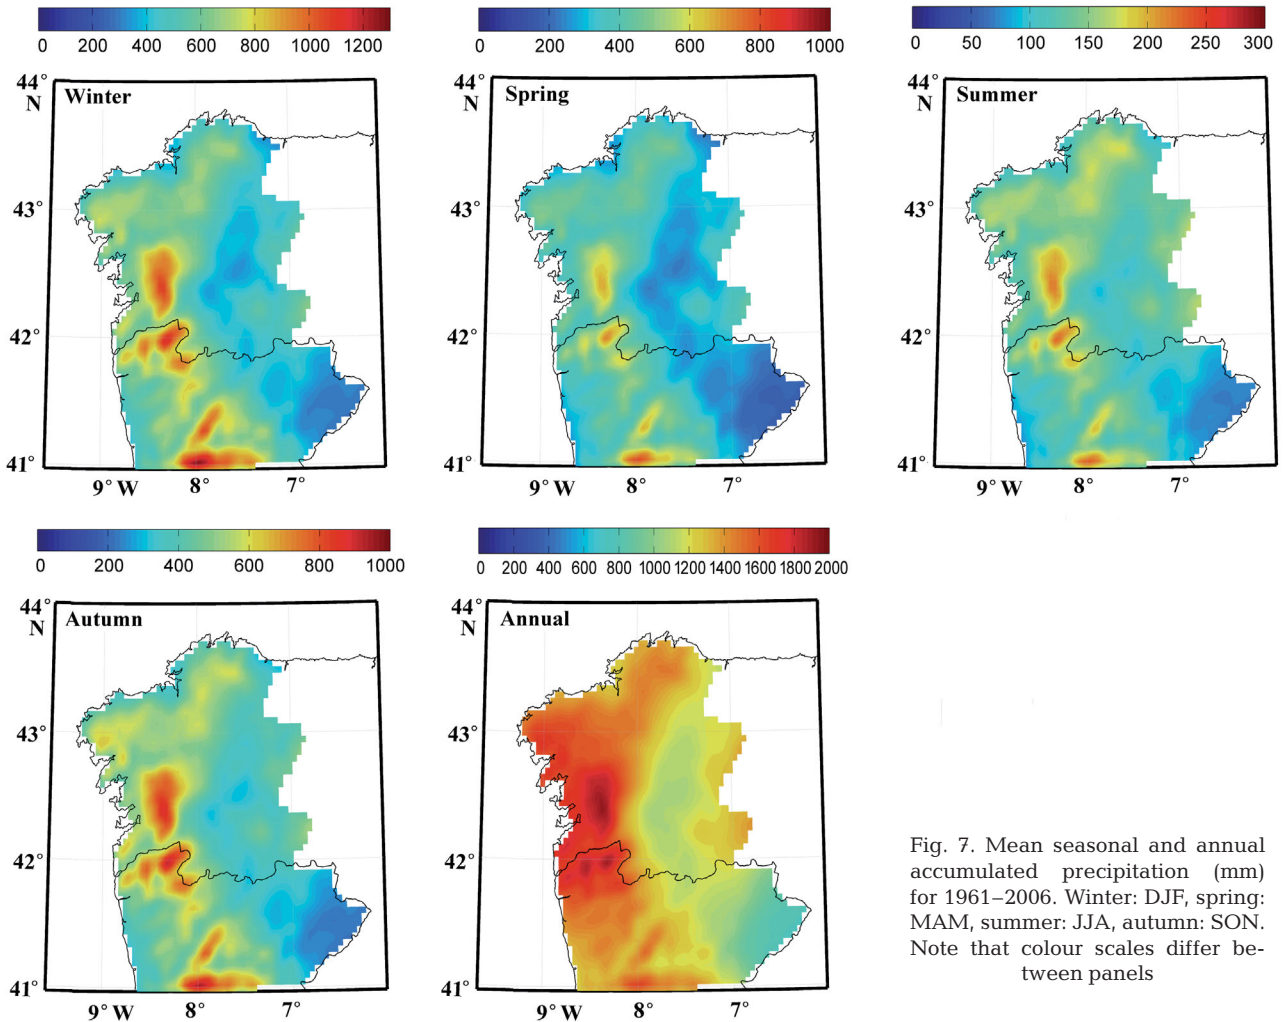 0 200 400 600 800 1000 1200
44°
N
Winter
43°
42°
41°
9° W 8° 7°
0 200 400 600 800 1000
44°
N
Spring
43°
42°
41°
9° W 8° 7°
0 50 100 150 200 250 300
44°
N
Summer
43°
42°
41°
9° W 8° 7°
0 200 400 600 800 1000
44°
N
Autumn
43°
42°
41°
9° W 8° 7°
0 200 400 600 800 1000 1200 1400 1600 1800 2000
44°
N
Annual
43°
42°
41°
9° W 8° 7°
Fig. 7. Mean seasonal and annual
accumulated precipitation (mm)
for 1961–2006. Winter: DJF, spring:
MAM, summer: JJA, autumn: SON.
Note that colour scales differ be-
tween panels